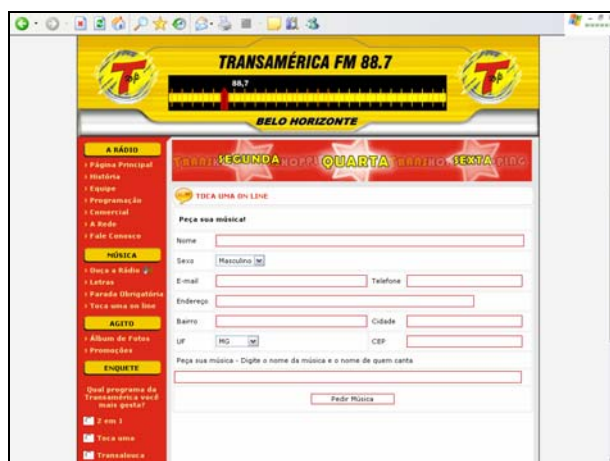 TRANSAMÉRICA FM 88.7
88,7
BELO HORIZONTE
A RÁDIO
Página Principal
História
Equipe
Programação
Comercial
A Rede
Fale Conosco
MÚSICA
Ouça a Rádio
Letras
Parada Obrigatória
Toca uma on line
AGITO
Álbum de Fotos
Promoções
ENQUETE
Qual programa da
Transamérica você
mais gosta?
2 em 1
Toca uma
Transalouca
SEGUNDA QUARTA SEXTA
TOCA UMA ON LINE
Peça sua música!
Nome
Sexo Masculino
E-mail Telefone
Endereço
Bairro Cidade
UF MG CEP
Peça sua música - Digite o nome da música e o nome de quem canta
Pedir Música